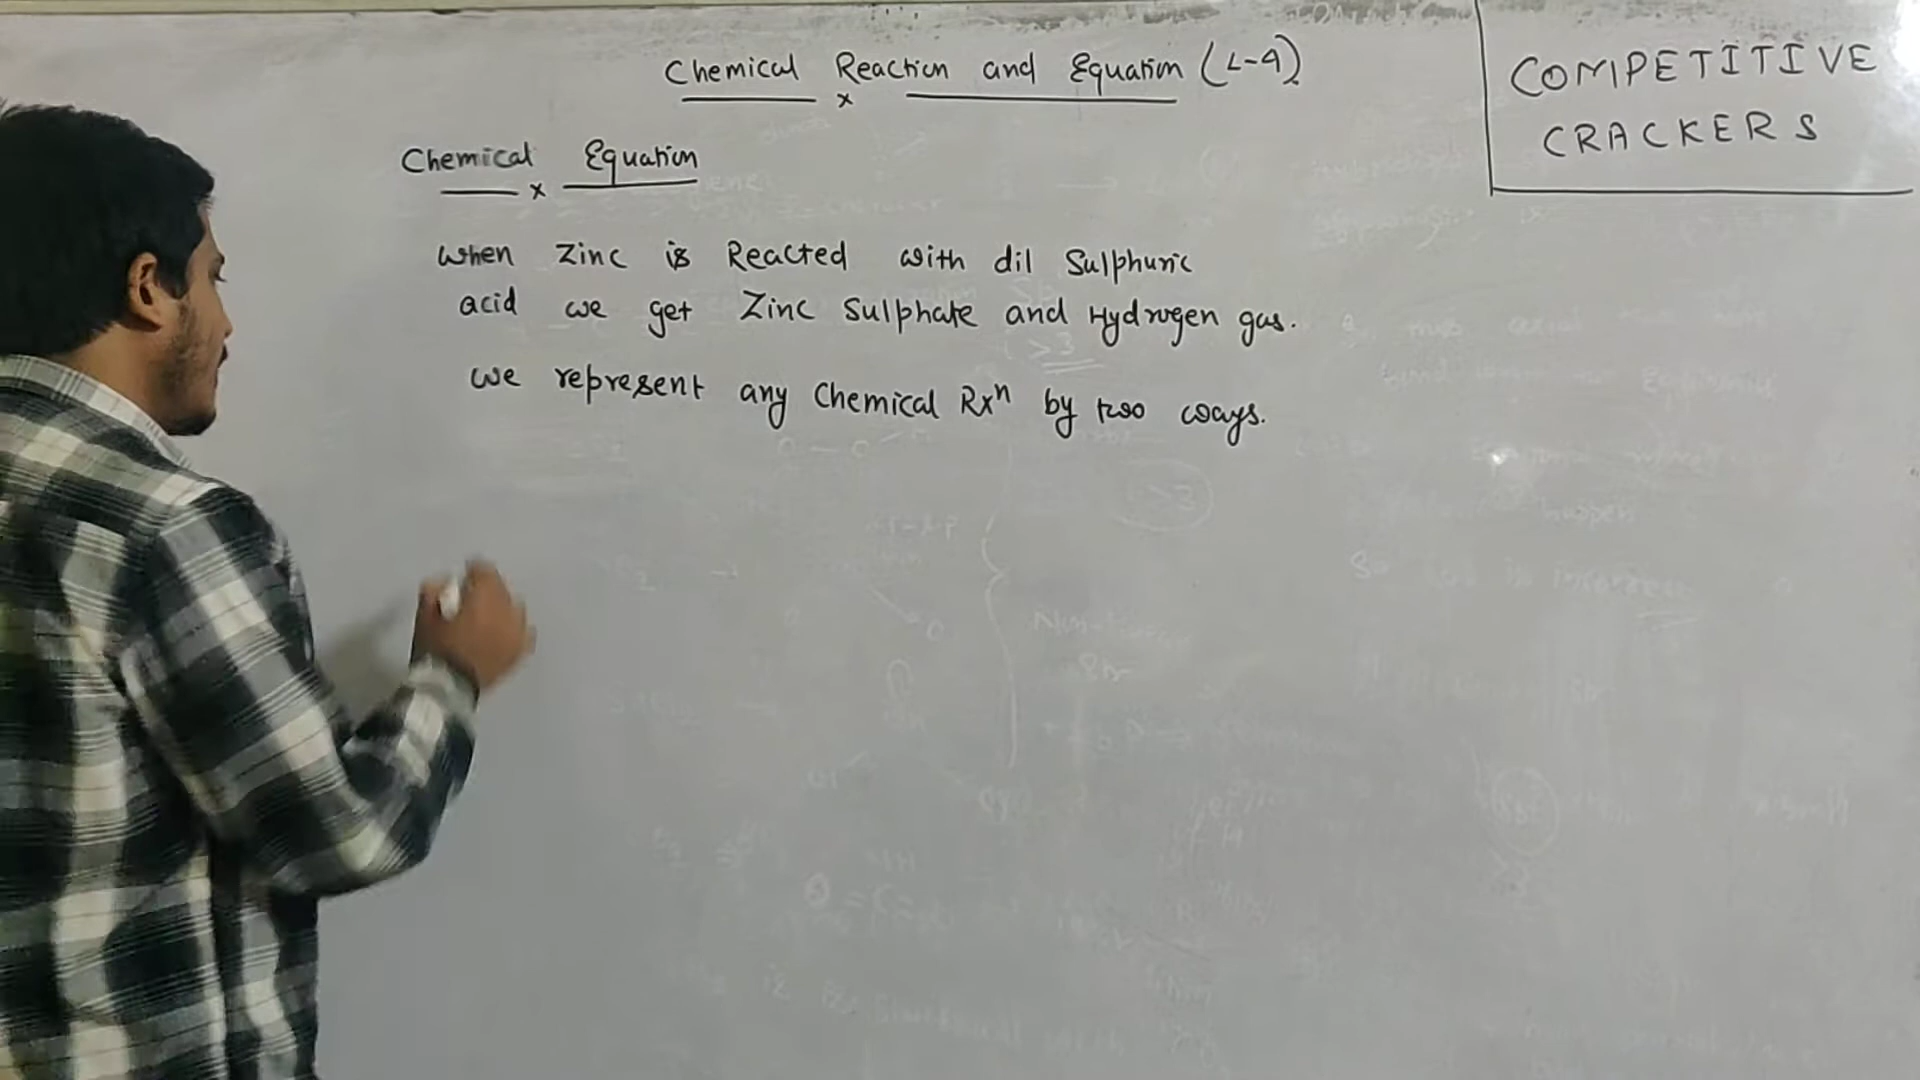 Chemical Reaction and Equation (L-4)
COMPETITIVE
CRACKERS
Chemical Equation
when Zinc is Reacted with dil Sulphuric
acid we get Zinc Sulphate and Hydrogen gas.
we represent any Chemical Rxⁿ by two ways.